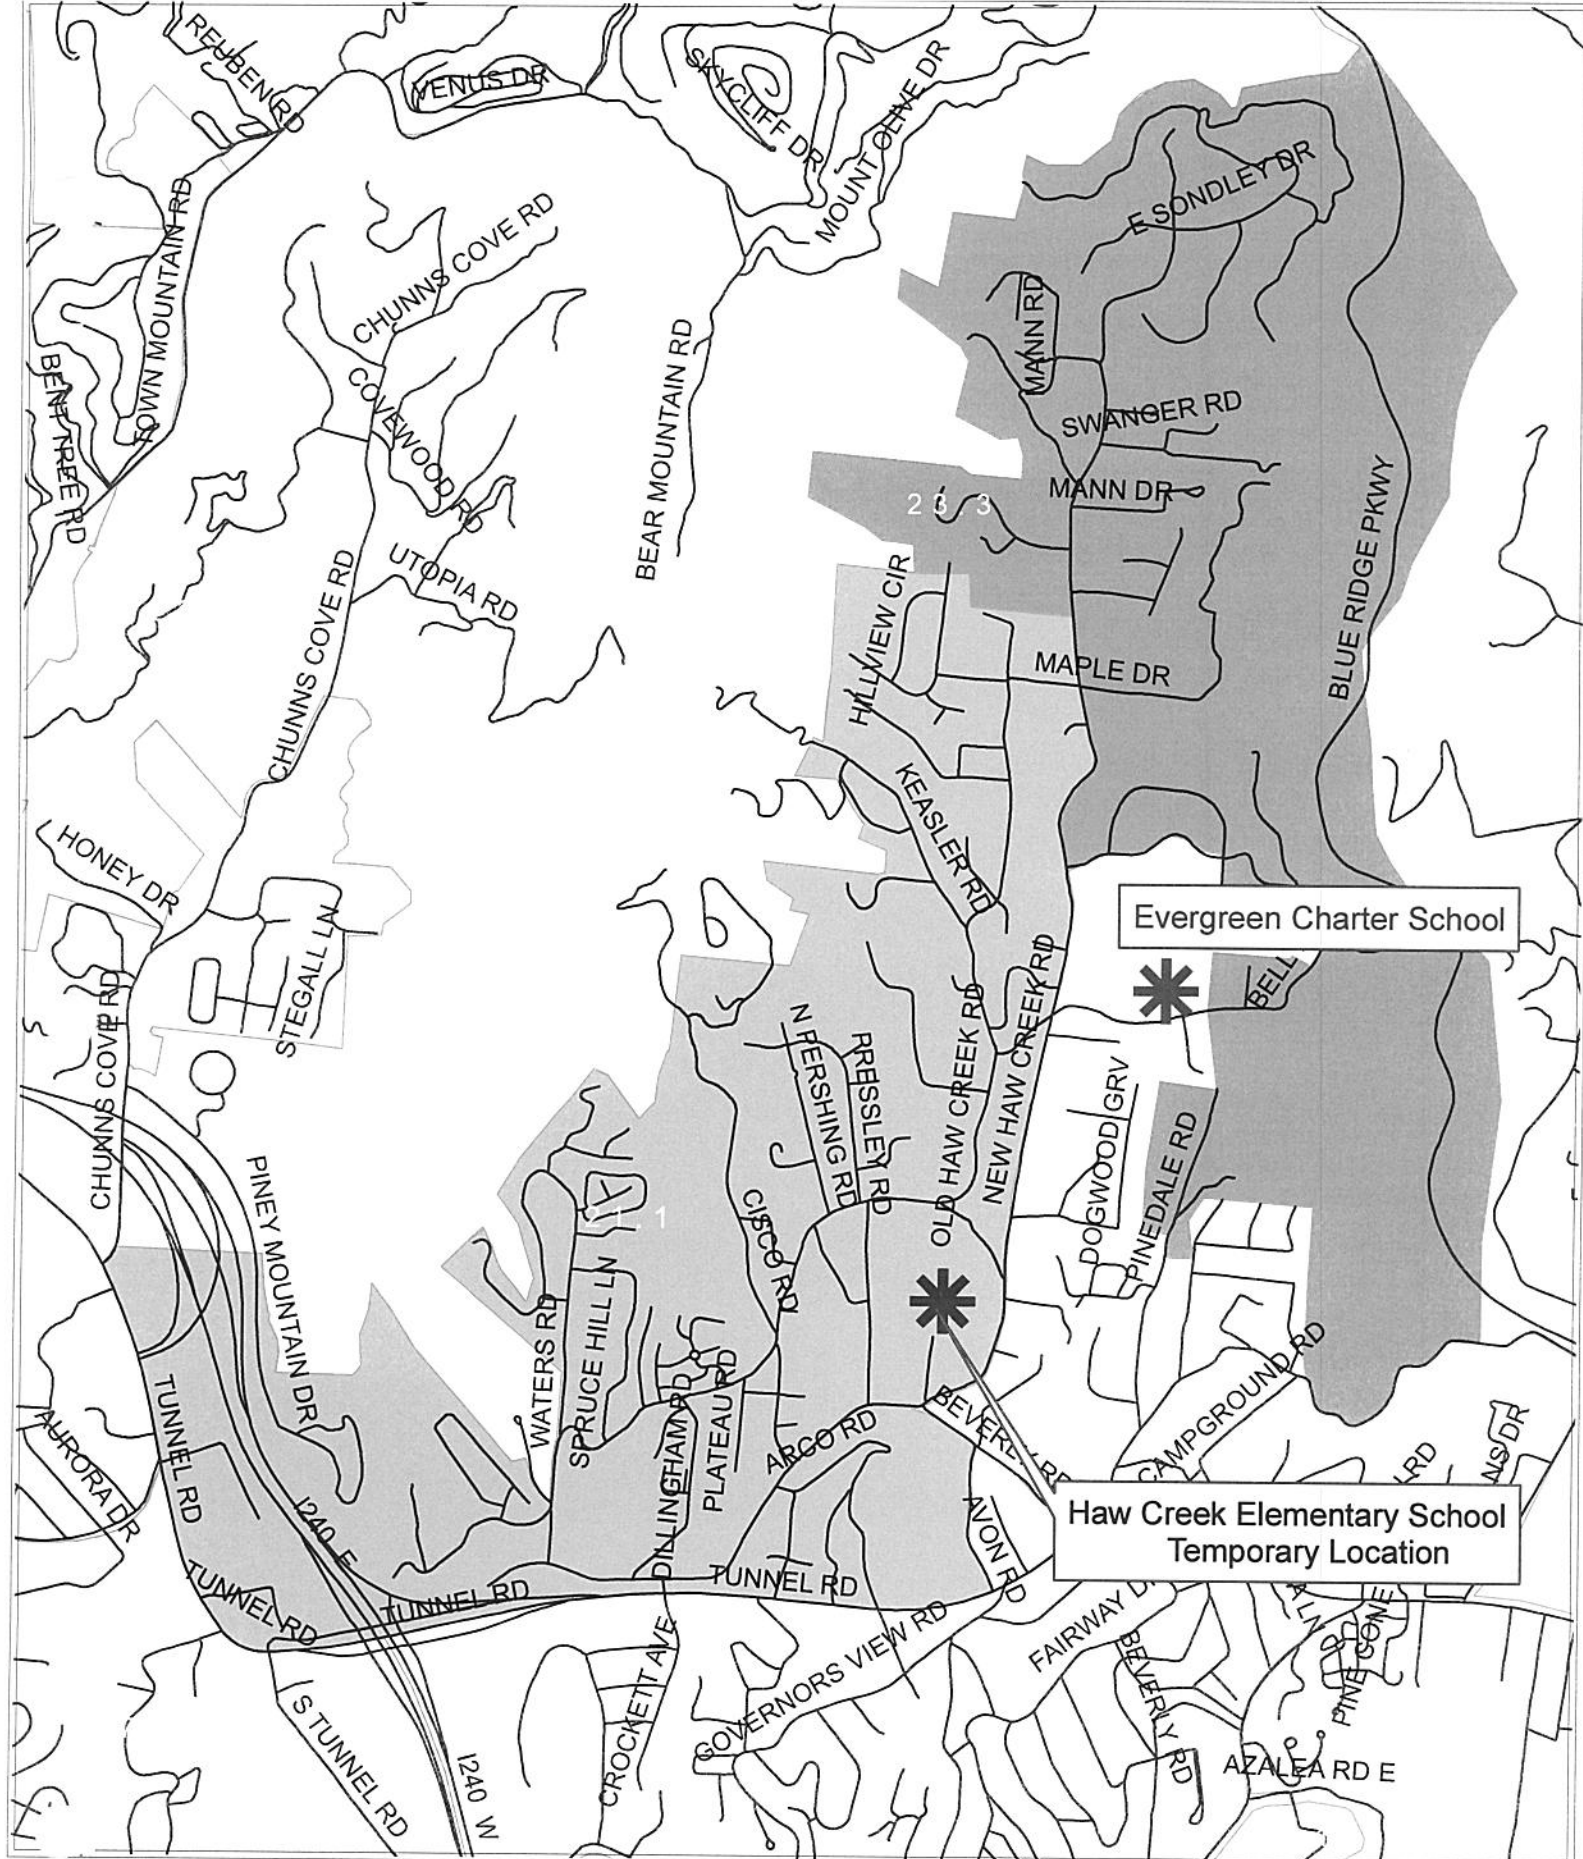 REUBEN RD
VENUS DR
SKYCLIFF DR
MOUNT OLIVE DR
E SONDLEY DR
TOWN MOUNTAIN RD
CHUNNS COVE RD
MANN RD
BENT TREE RD
COVEWOOD RD
BEAR MOUNTAIN RD
SWANGER RD
MANN DR
23.3
BLUE RIDGE PKWY
UTOPIA RD
CHUNNS COVE RD
HILLVIEW CIR
MAPLE DR
KEASLER RD
HONEY DR
STEGALL LN
Evergreen Charter School
BELL
CHUNNS COVE RD
N PERSHING RD
PRESSLEY RD
OLD HAW CREEK RD
NEW HAW CREEK RD
DOGWOOD GRV
PINEDALE RD
PINEY MOUNTAIN DR
21.1
CISCO RD
WATERS RD
SPRUCE HILL LN
DILLINGHAM RD
PLATEAU RD
ARCO RD
BEVERLY RD
CAMPGROUND RD
TUNNEL RD
AURORA DR
I240 E
AVON RD
Haw Creek Elementary School
Temporary Location
TUNNEL RD
TUNNEL RD
TUNNEL RD
CROCKETT AVE
GOVERNORS VIEW RD
FAIRWAY D
BEVERLY RD
PINE CONE
S TUNNEL RD
I240 W
AZALEA RD E